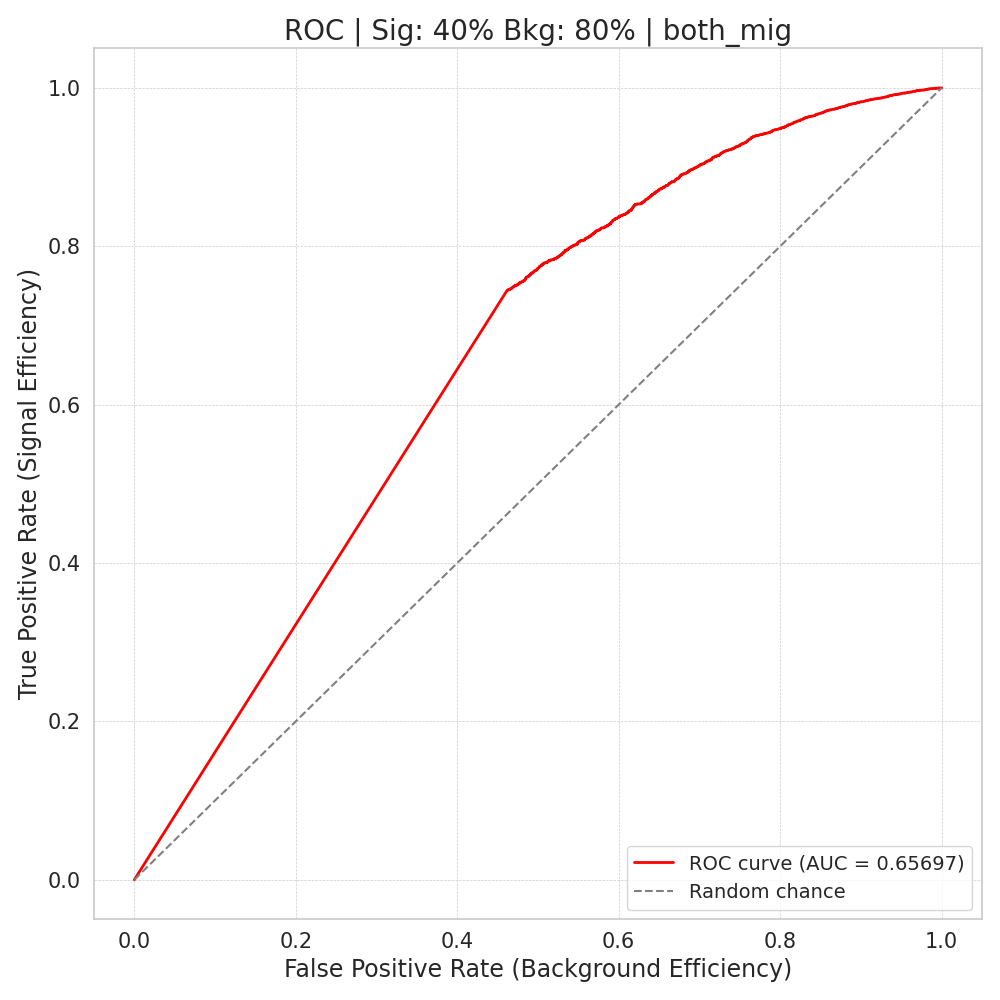 ROC | Sig: 40% Bkg: 80% | both_mig
True Positive Rate (Signal Efficiency)
1.0
0.8
0.6
0.4
0.2
0.0
ROC curve (AUC = 0.65697)
Random chance
0.0 0.2 0.4 0.6 0.8 1.0
False Positive Rate (Background Efficiency)